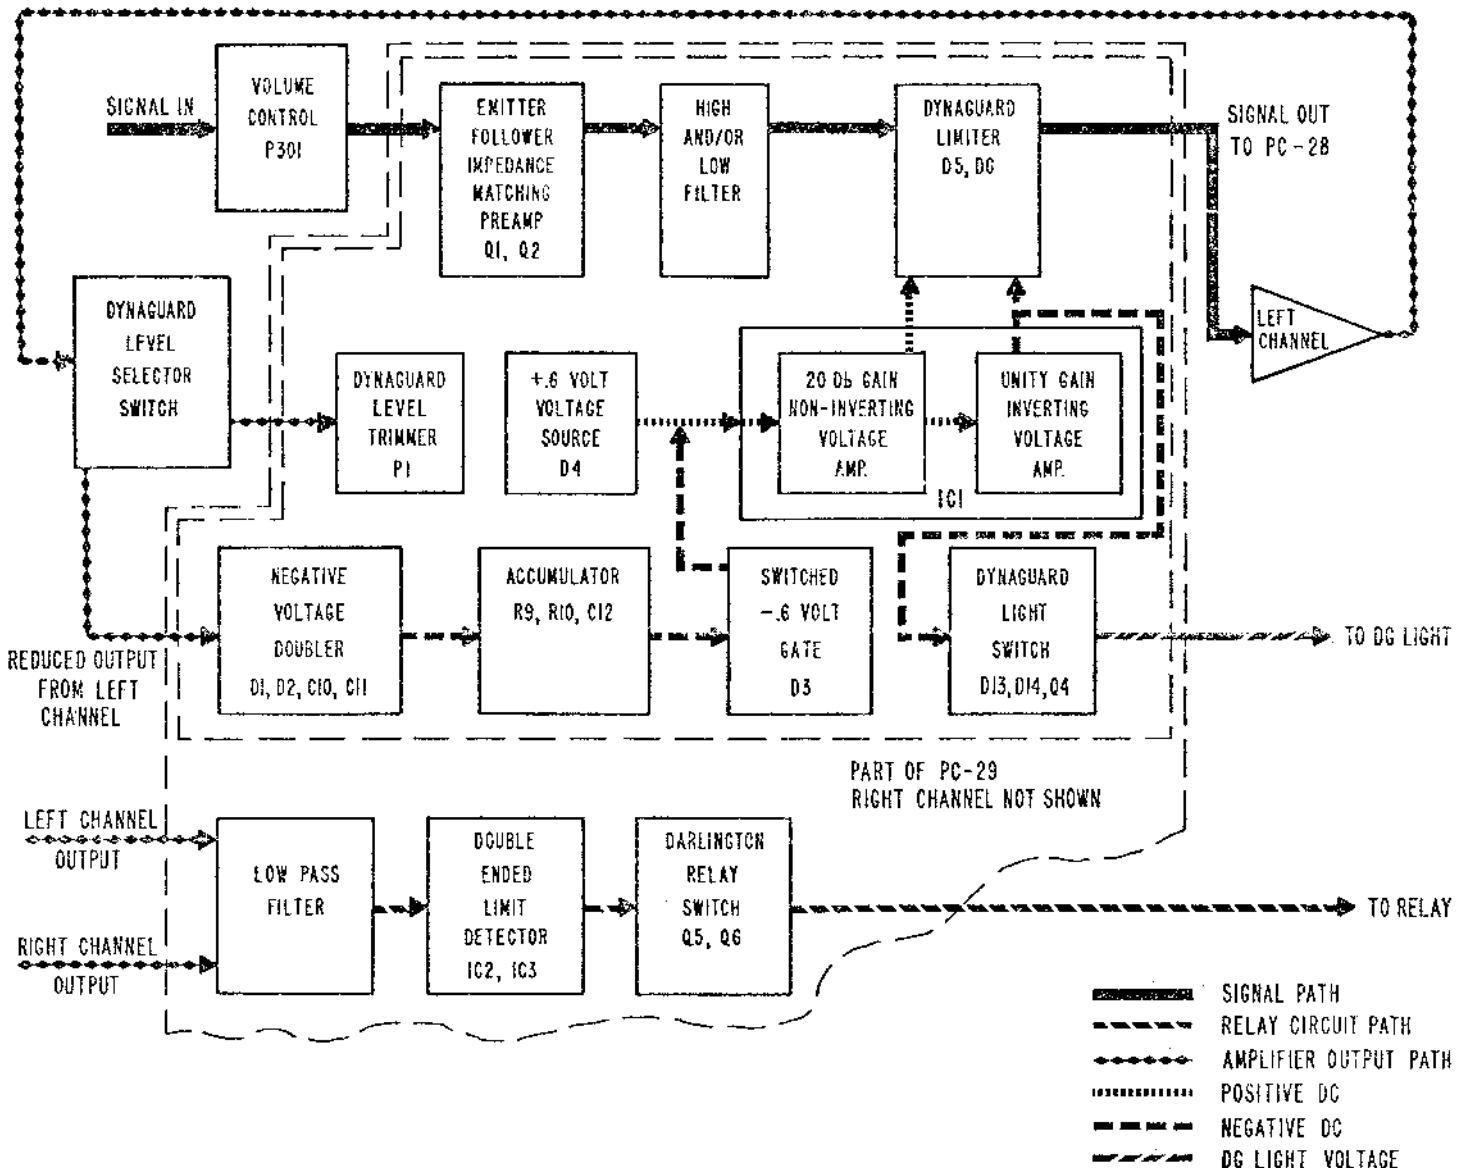 SIGNAL IN
VOLUME
CONTROL
P301
EMITTER
FOLLOWER
IMPEDANCE
MATCHING
PREAMP
Q1, Q2
HIGH
AND/OR
LOW
FILTER
DYNAGUARD
LIMITER
D5, D6
SIGNAL OUT
TO PC-28
LEFT
CHANNEL
DYNAGUARD
LEVEL
SELECTOR
SWITCH
DYNAGUARD
LEVEL
TRIMMER
P1
+.6 VOLT
VOLTAGE
SOURCE
D4
20 Db GAIN
NON-INVERTING
VOLTAGE
AMP.
UNITY GAIN
INVERTING
VOLTAGE
AMP.
IC1
REDUCED OUTPUT
FROM LEFT
CHANNEL
NEGATIVE
VOLTAGE
DOUBLER
D1, D2, C10, C11
ACCUMULATOR
R9, R10, C12
SWITCHED
-.6 VOLT
GATE
D3
DYNAGUARD
LIGHT
SWITCH
D13, D14, Q4
TO DG LIGHT
PART OF PC-29
RIGHT CHANNEL NOT SHOWN
LEFT CHANNEL
OUTPUT
RIGHT CHANNEL
OUTPUT
LOW PASS
FILTER
DOUBLE
ENDED
LIMIT
DETECTOR
IC2, IC3
DARLINGTON
RELAY
SWITCH
Q5, Q6
TO RELAY
SIGNAL PATH
RELAY CIRCUIT PATH
AMPLIFIER OUTPUT PATH
POSITIVE DC
NEGATIVE DC
DG LIGHT VOLTAGE